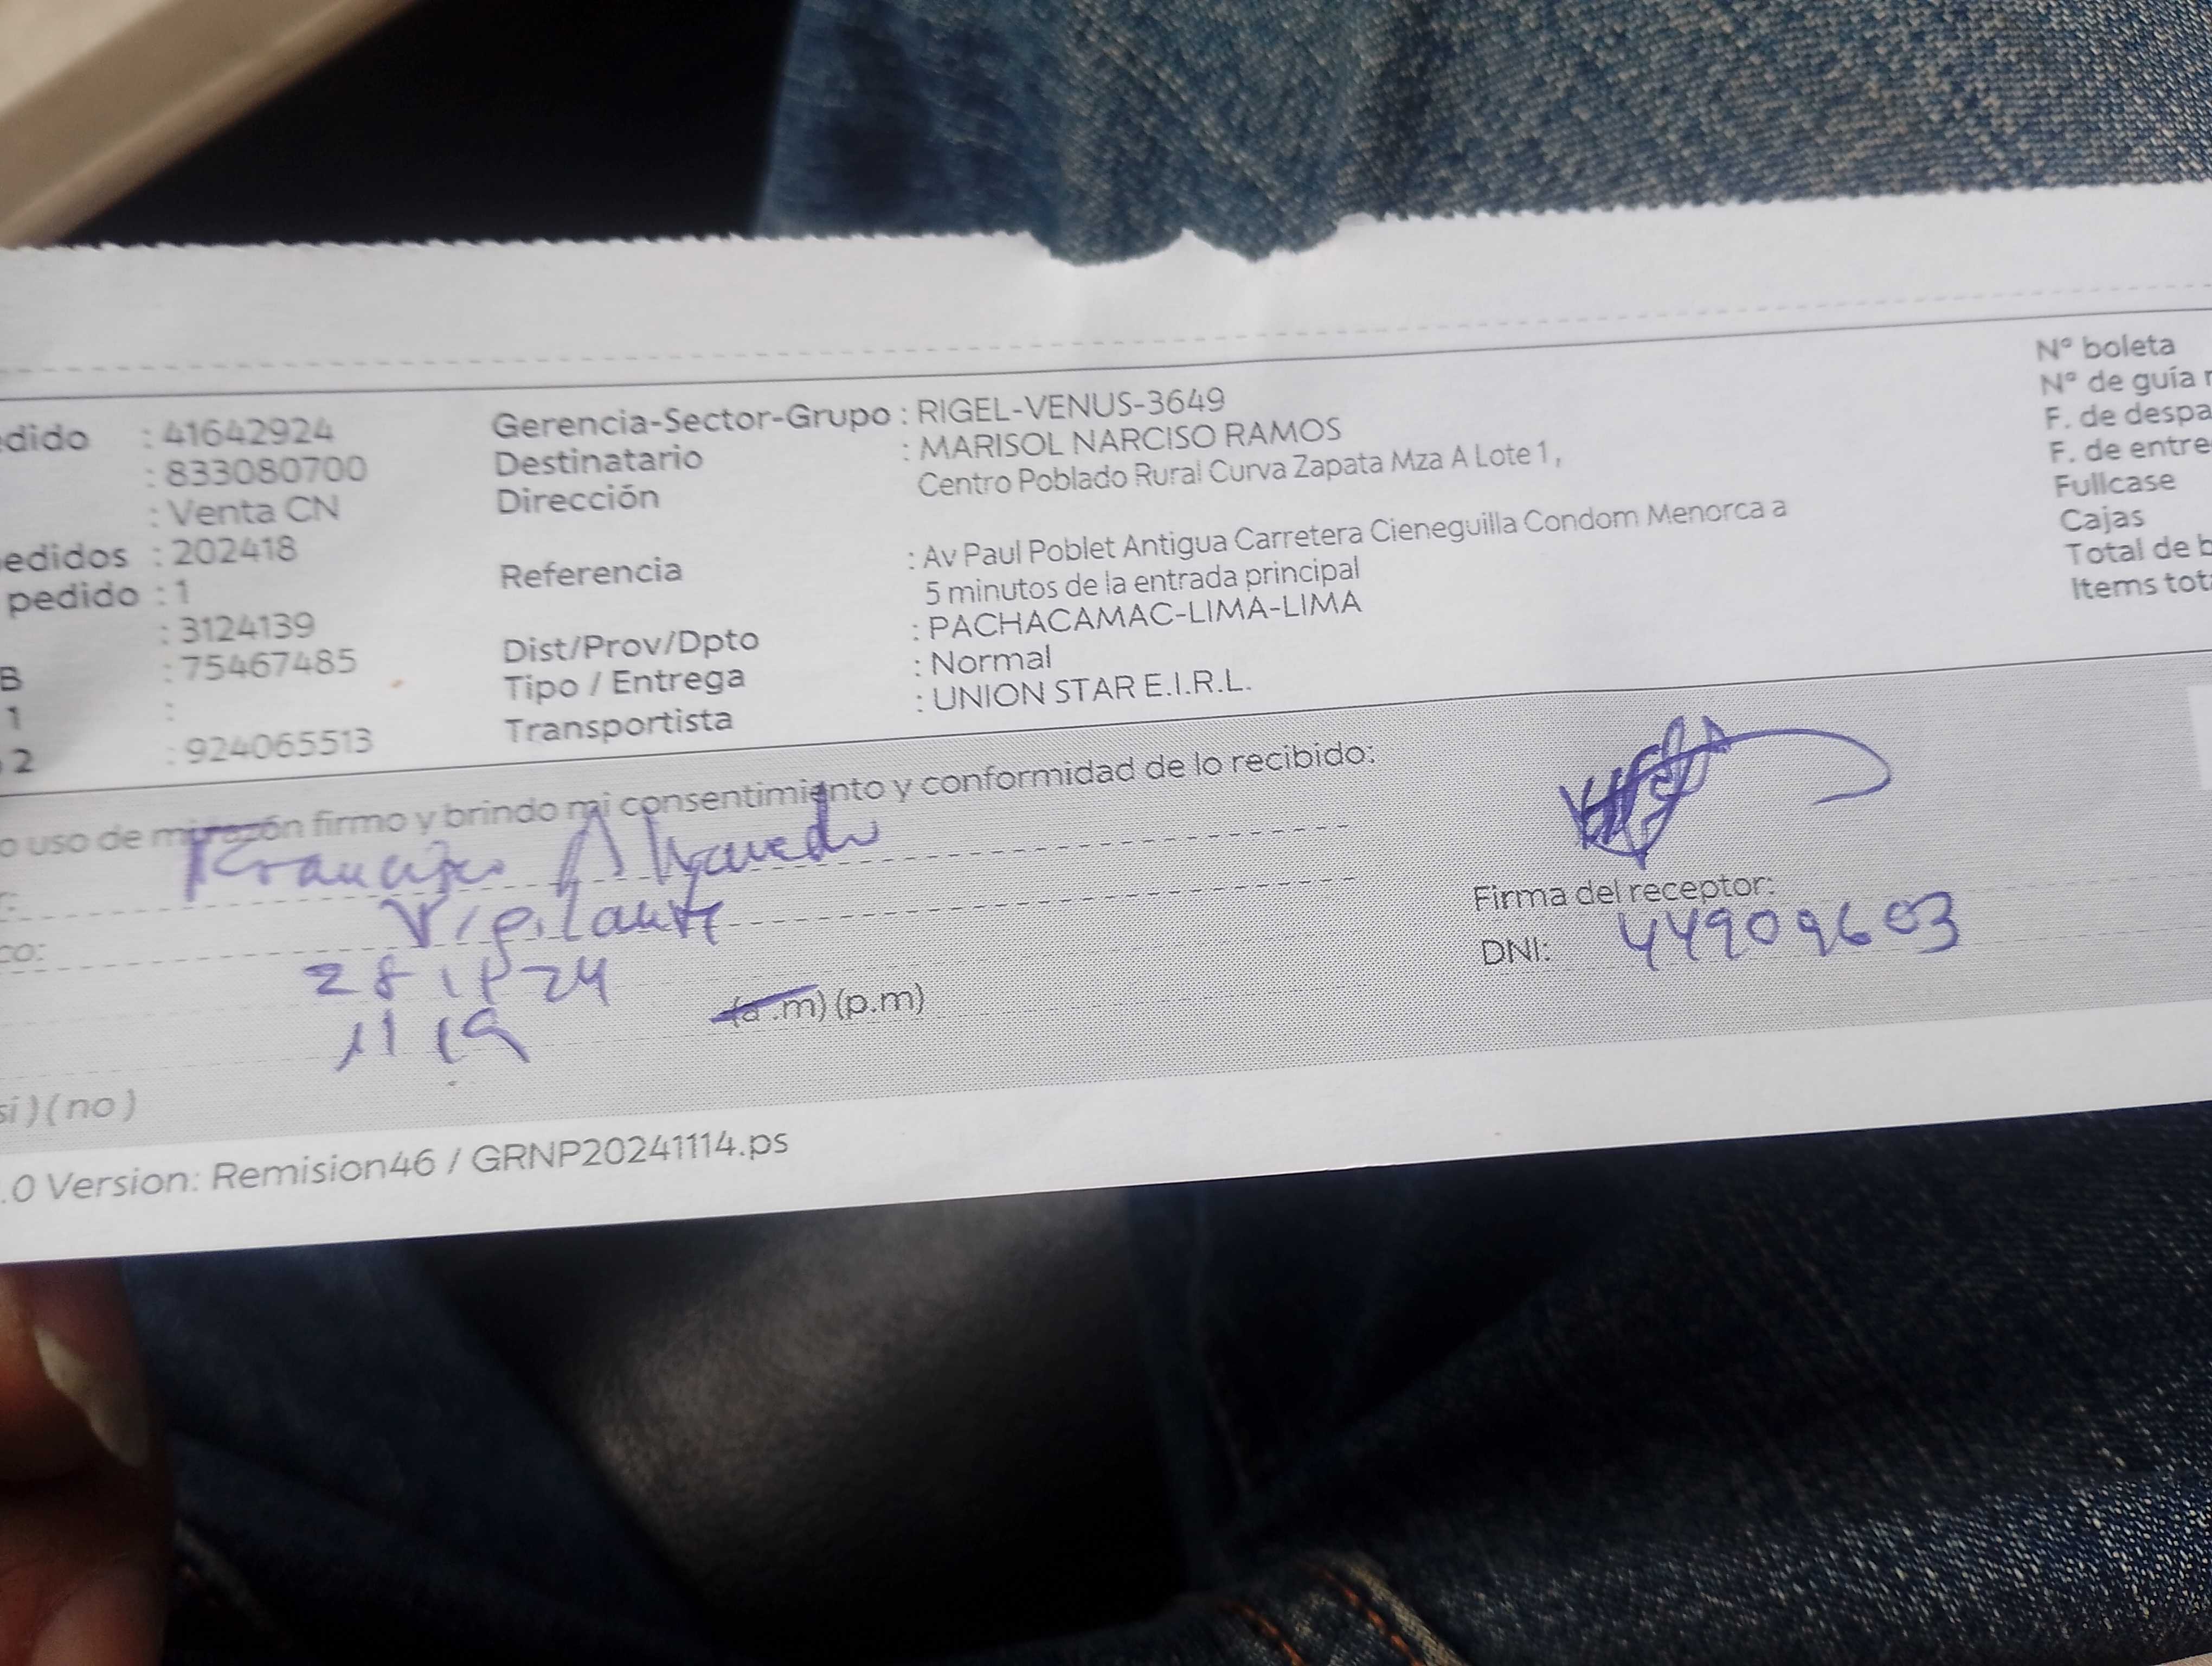 dido : 41642924
: 833080700
: Venta CN
edidos : 202418
pedido : 1
: 3124139
B : 75467485
1 :
2 : 924065513
Gerencia-Sector-Grupo : RIGEL-VENUS-3649
Destinatario : MARISOL NARCISO RAMOS
Dirección Centro Poblado Rural Curva Zapata Mza A Lote 1,
Referencia : Av Paul Poblet Antigua Carretera Cieneguilla Condom Menorca a
5 minutos de la entrada principal
Dist/Prov/Dpto : PACHACAMAC-LIMA-LIMA
Tipo / Entrega : Normal
Transportista : UNION STAR E.I.R.L.
Nº boleta
Nº de guía r
F. de despa
F. de entre
Fullcase
Cajas
Total de b
Items tot
o uso de mi razón firmo y brindo mi consentimiento y conformidad de lo recibido:
Vigilante
co:
24
11 19 (a.m) (p.m)
Firma del receptor:
DNI: 44909603
sí) (no)
.0 Version: Remision46 / GRNP20241114.ps